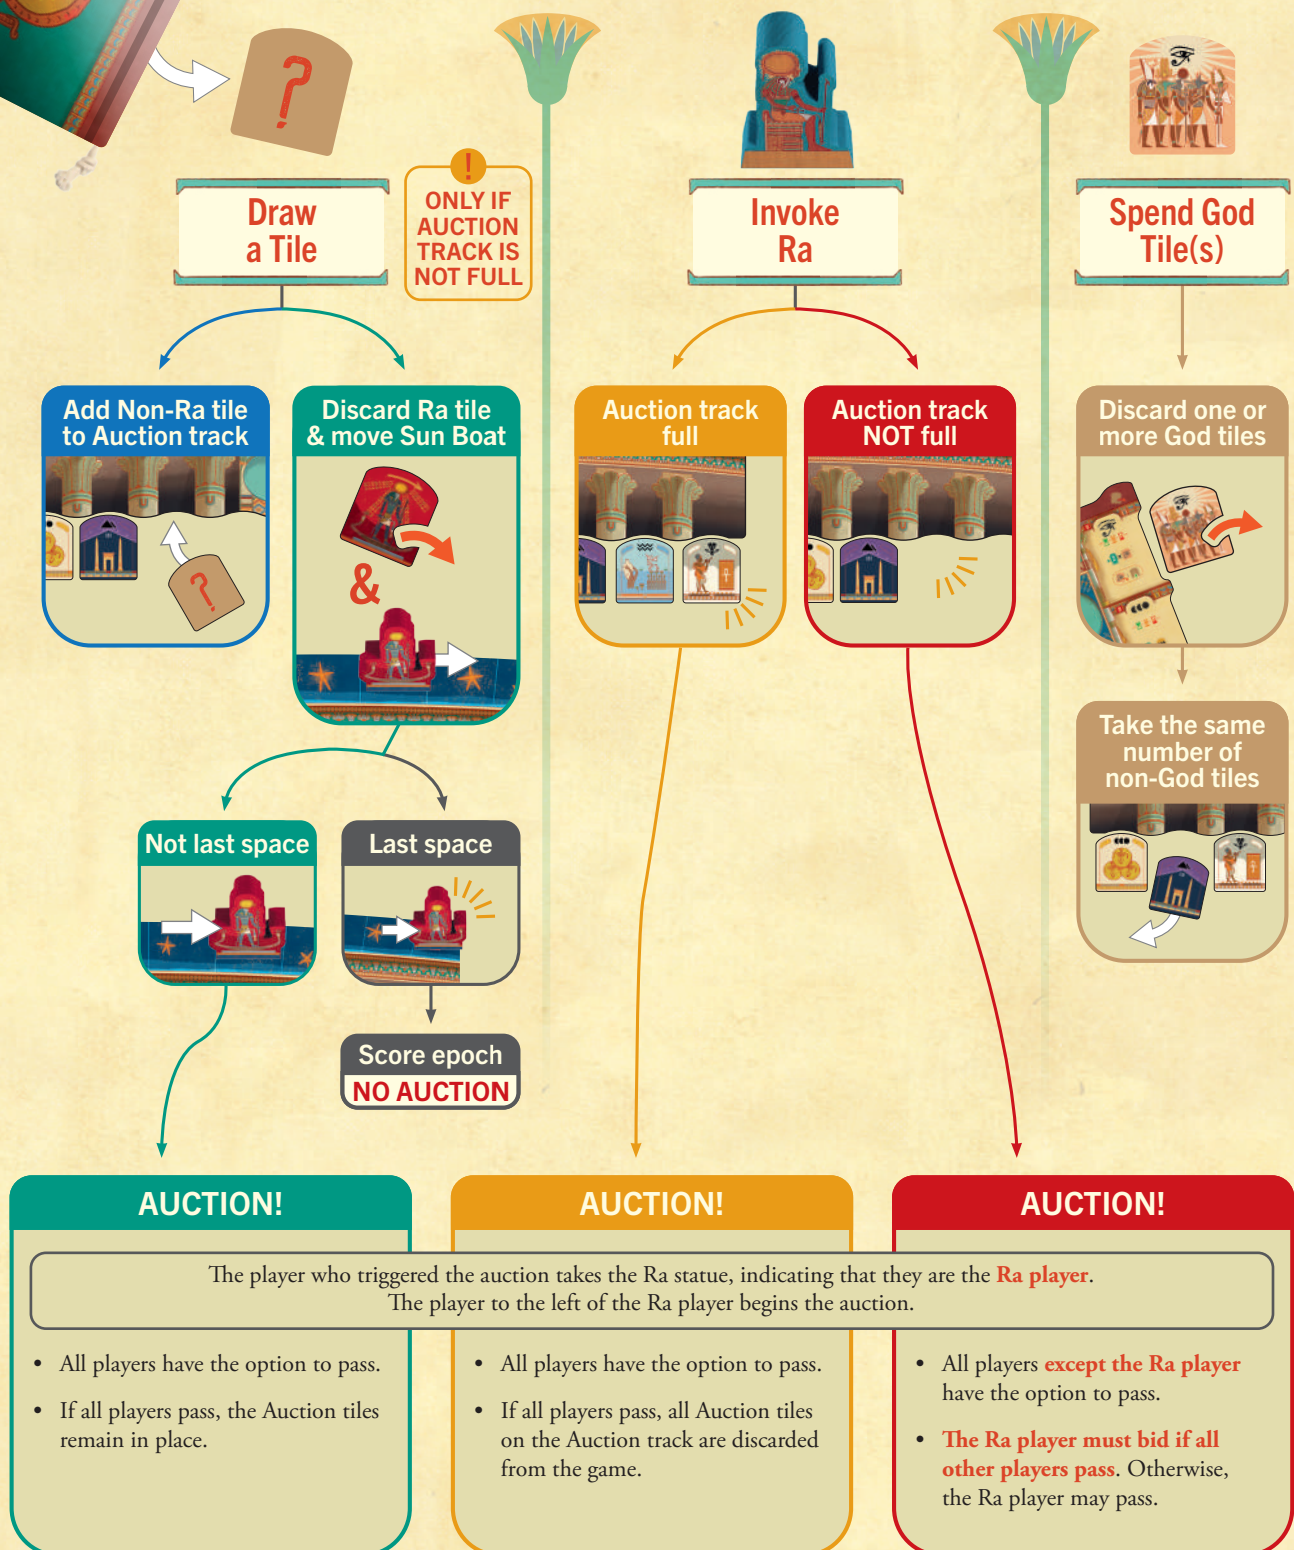 Draw
a Tile
!
ONLY IF
AUCTION
TRACK IS
NOT FULL
Invoke
Ra
Spend God
Tile(s)
Add Non-Ra tile
to Auction track
Discard Ra tile
& move Sun Boat
&
Auction track
full
Auction track
NOT full
Discard one or
more God tiles
Take the same
number of
non-God tiles
Not last space
Last space
Score epoch
NO AUCTION
AUCTION!
AUCTION!
AUCTION!
The player who triggered the auction takes the Ra statue, indicating that they are the Ra player.
The player to the left of the Ra player begins the auction.
• All players have the option to pass.
• If all players pass, the Auction tiles
remain in place.
• All players have the option to pass.
• If all players pass, all Auction tiles
on the Auction track are discarded
from the game.
• All players except the Ra player
have the option to pass.
• The Ra player must bid if all
other players pass. Otherwise,
the Ra player may pass.